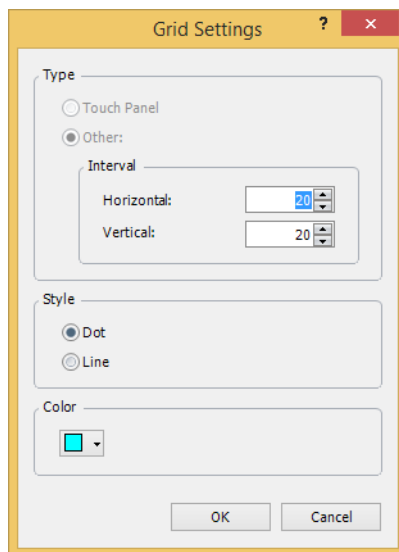 Grid Settings ? ×
Type
Touch Panel
Other:
Interval
Horizontal: 20
Vertical: 20
Style
Dot
Line
Color
OK Cancel